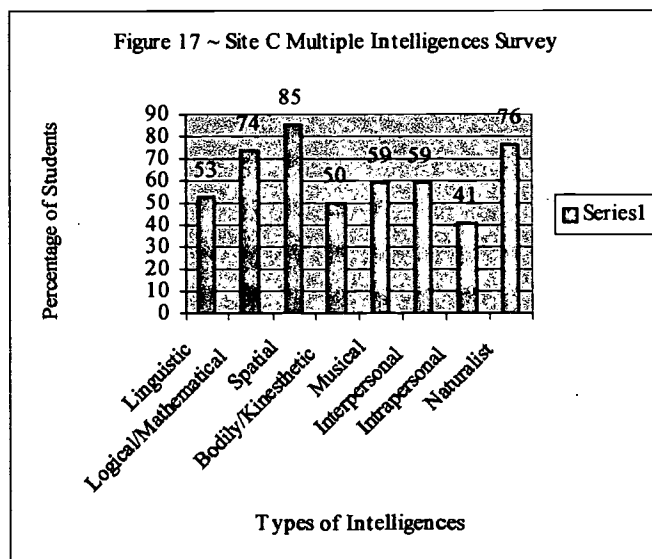 Figure 17 ~ Site C Multiple Intelligences Survey
Percentage of Students
90
80
70
60
50
40
30
20
10
0
53
74
85
50
59
59
41
76
Series1
Linguistic
Logical/Mathematical
Spatial
Bodily/Kinesthetic
Musical
Interpersonal
Intrapersonal
Naturalist
Types of Intelligences